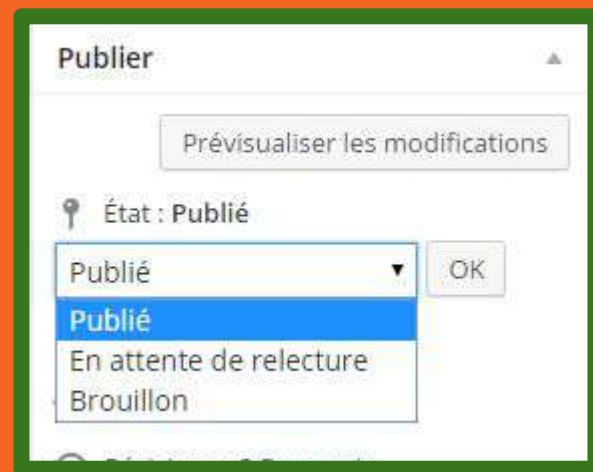 Publier
Prévisualiser les modifications
État : Publié
Publié
OK
Publié
En attente de relecture
Brouillon